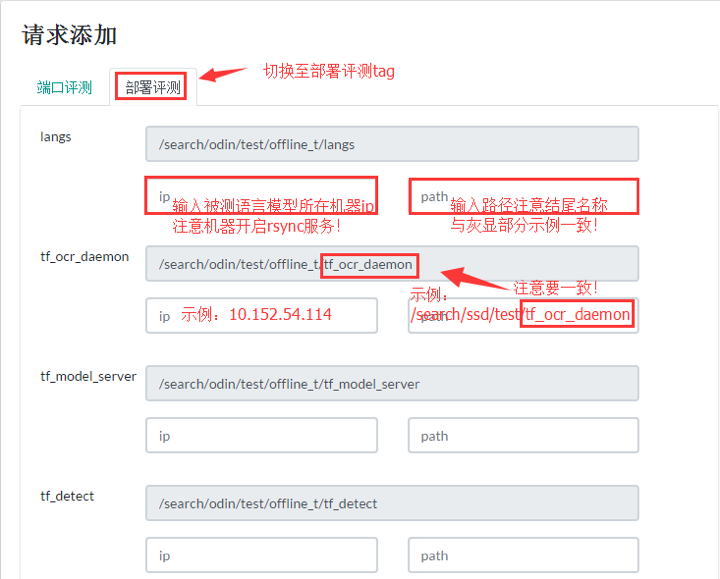 请求添加
端口评测
部署评测
切换至部署评测tag
langs
/search/odin/test/offline_t/langs
ip
输入被测语言模型所在机器ip
注意机器开启rsync服务！
path
输入路径注意结尾名称
与灰显部分示例一致！
tf_ocr_daemon
/search/odin/test/offline_t/tf_ocr_daemon
注意要一致！
ip
示例：10.152.54.114
示例：
path
/search/ssd/test/tf_ocr_daemon
tf_model_server
/search/odin/test/offline_t/tf_model_server
ip
path
tf_detect
/search/odin/test/offline_t/tf_detect
ip
path